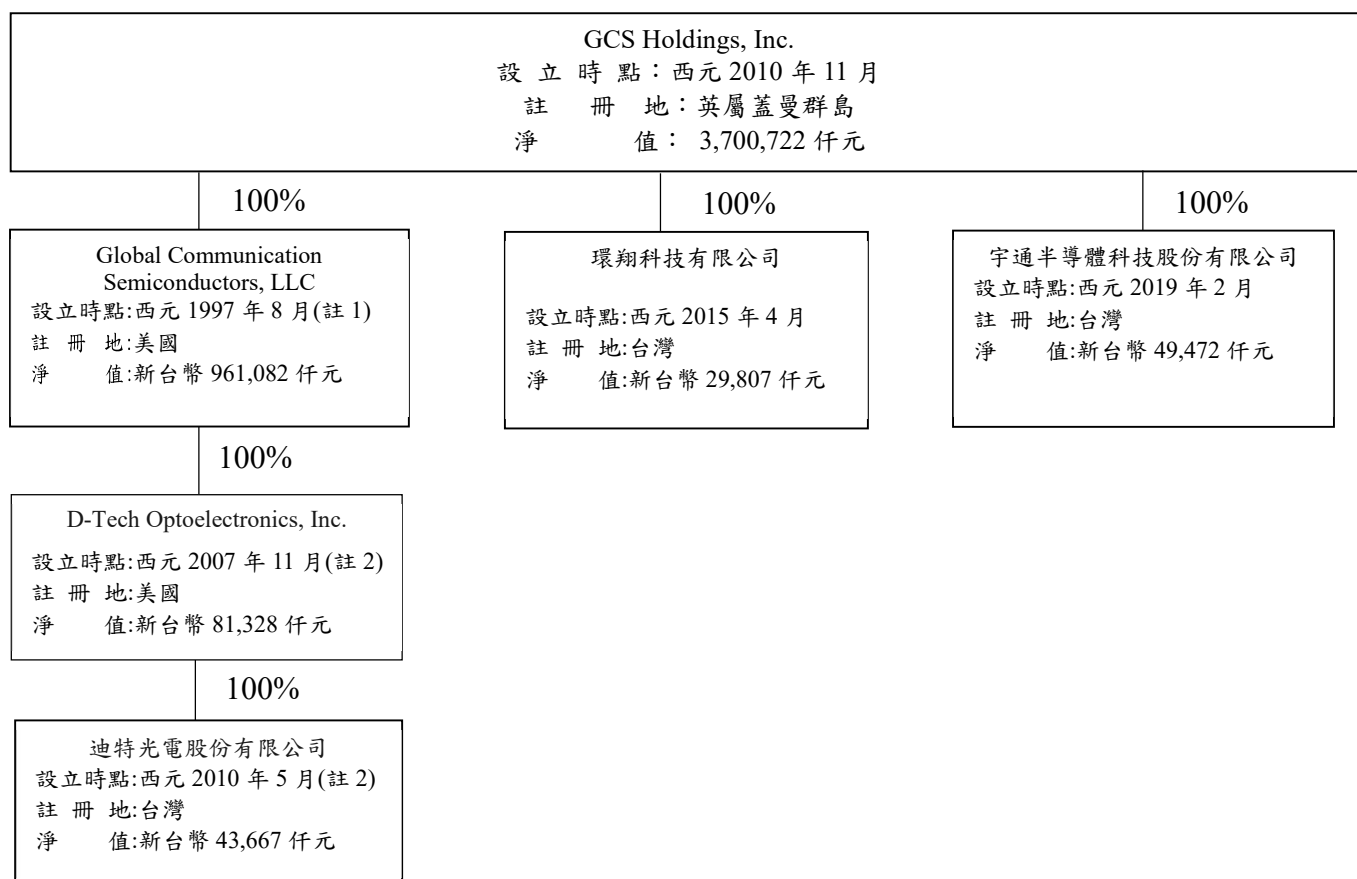 GCS Holdings, Inc.
設 立 時 點：西元 2010 年 11 月
註 冊 地：英屬蓋曼群島
淨 值： 3,700,722 仟元
100%
100%
100%
Global Communication
Semiconductors, LLC
設立時點:西元 1997 年 8 月(註 1)
註 冊 地:美國
淨 值:新台幣 961,082 仟元
環翔科技有限公司
設立時點:西元 2015 年 4 月
註 冊 地:台灣
淨 值:新台幣 29,807 仟元
宇通半導體科技股份有限公司
設立時點:西元 2019 年 2 月
註 冊 地:台灣
淨 值:新台幣 49,472 仟元
100%
D-Tech Optoelectronics, Inc.
設立時點:西元 2007 年 11 月(註 2)
註 冊 地:美國
淨 值:新台幣 81,328 仟元
100%
迪特光電股份有限公司
設立時點:西元 2010 年 5 月(註 2)
註 冊 地:台灣
淨 值:新台幣 43,667 仟元